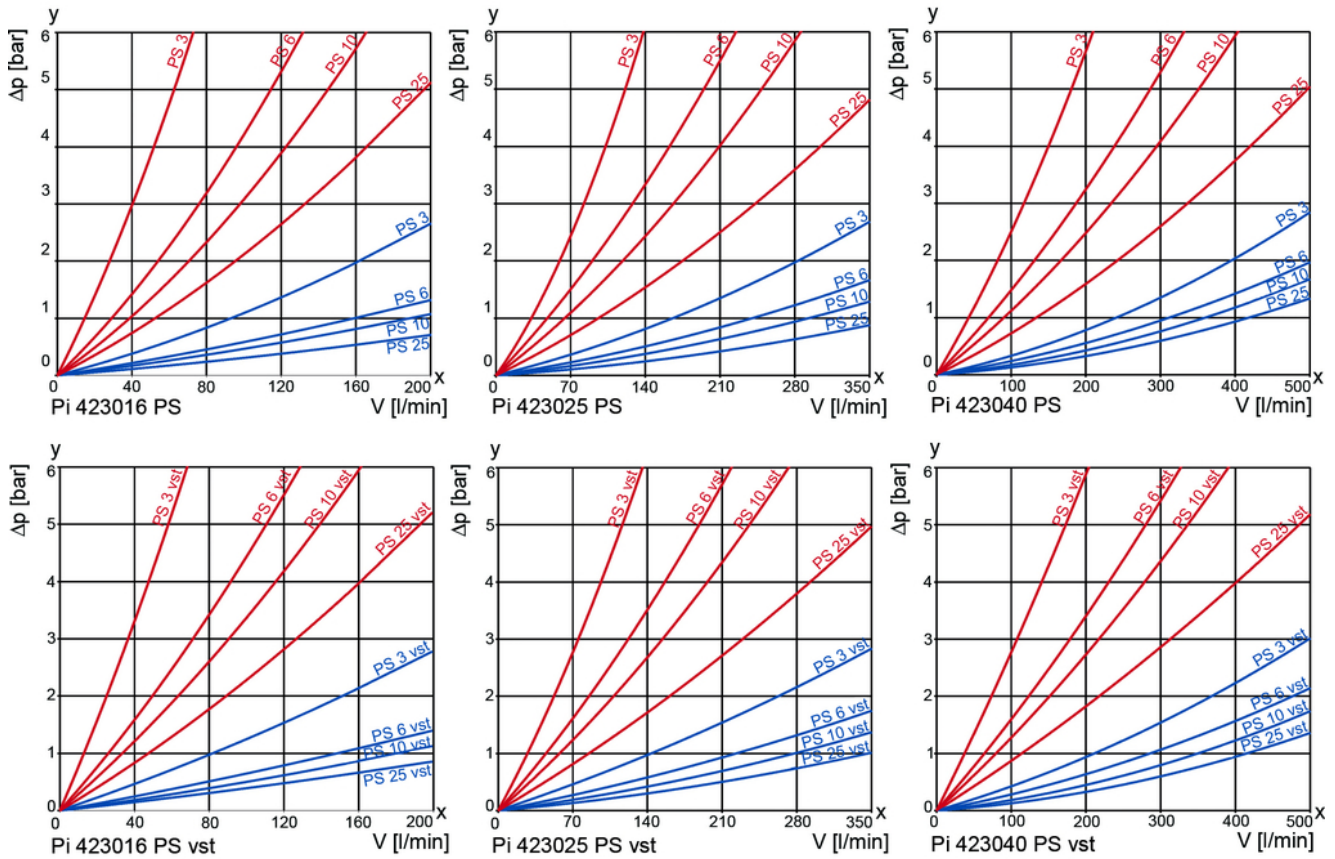 y
Δp [bar]
6
5
4
3
2
1
0
PS 3
PS 6
PS 10
PS 25
PS 3
PS 6
PS 10
PS 25
0 40 80 120 160 200 x
Pi 423016 PS V [l/min]
y
Δp [bar]
6
5
4
3
2
1
0
PS 3
PS 6
PS 10
PS 25
PS 3
PS 6
PS 10
PS 25
0 70 140 210 280 350 x
Pi 423025 PS V [l/min]
y
Δp [bar]
6
5
4
3
2
1
0
PS 3
PS 6
PS 10
PS 25
PS 3
PS 6
PS 10
PS 25
0 100 200 300 400 500 x
Pi 423040 PS V [l/min]
y
Δp [bar]
6
5
4
3
2
1
0
PS 3 vst
PS 6 vst
PS 10 vst
PS 25 vst
PS 3 vst
PS 6 vst
PS 10 vst
PS 25 vst
0 40 80 120 160 200 x
Pi 423016 PS vst V [l/min]
y
Δp [bar]
6
5
4
3
2
1
0
PS 3 vst
PS 6 vst
PS 10 vst
PS 25 vst
PS 3 vst
PS 6 vst
PS 10 vst
PS 25 vst
0 70 140 210 280 350 x
Pi 423025 PS vst V [l/min]
y
Δp [bar]
6
5
4
3
2
1
0
PS 3 vst
PS 6 vst
PS 10 vst
PS 25 vst
PS 3 vst
PS 6 vst
PS 10 vst
PS 25 vst
0 100 200 300 400 500 x
Pi 423040 PS vst V [l/min]